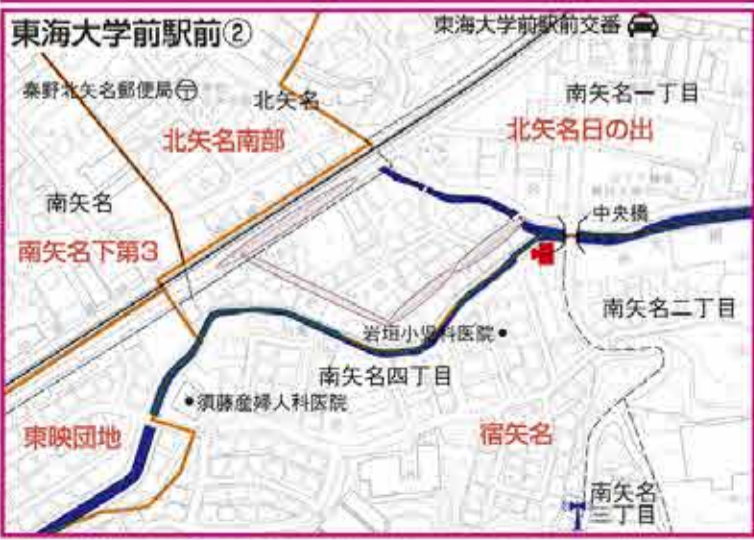 東海大学前駅前②
東海大学前駅前交番
秦野北矢名郵便局
北矢名
南矢名一丁目
北矢名南部
北矢名日の出
南矢名
中央橋
南矢名下第3
南矢名二丁目
岩垣小児科医院
南矢名四丁目
須藤産婦人科医院
東映団地
宿矢名
南矢名
三丁目